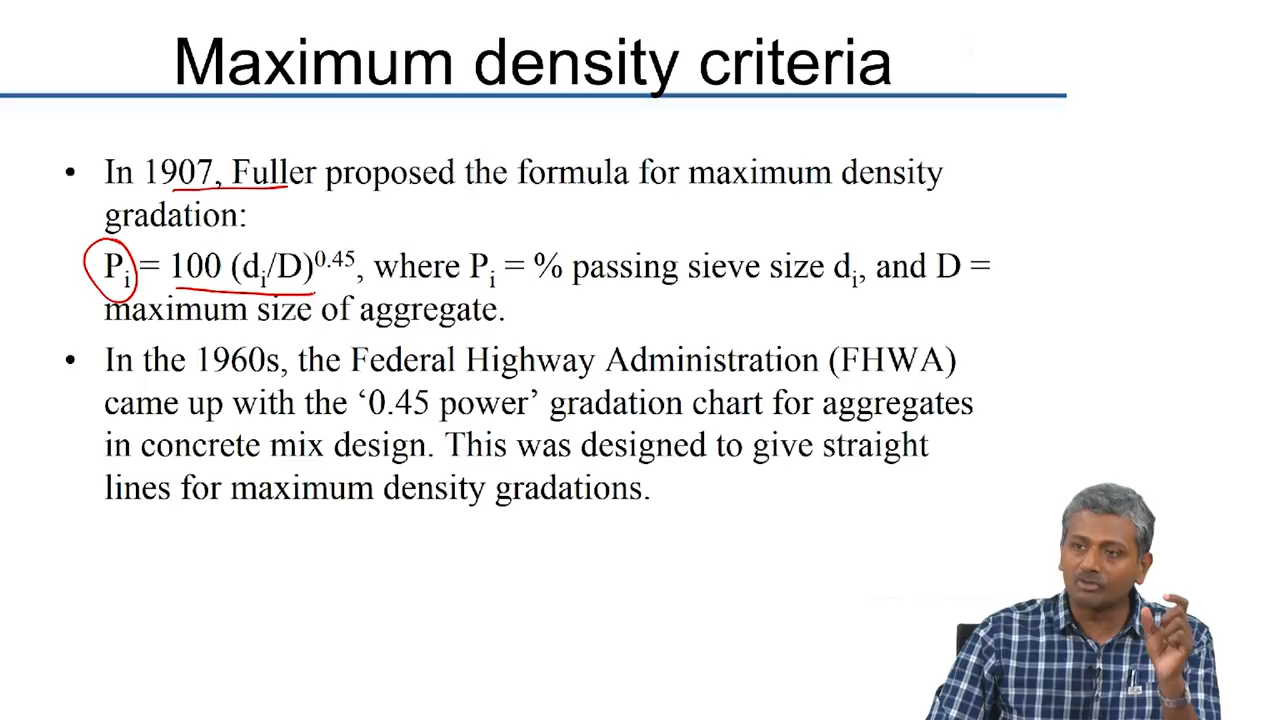 Maximum density criteria
• In 1907, Fuller proposed the formula for maximum density
gradation:
Pᵢ = 100 (dᵢ/D)⁰·⁴⁵, where Pᵢ = % passing sieve size dᵢ, and D =
maximum size of aggregate.
• In the 1960s, the Federal Highway Administration (FHWA)
came up with the ‘0.45 power’ gradation chart for aggregates
in concrete mix design. This was designed to give straight
lines for maximum density gradations.